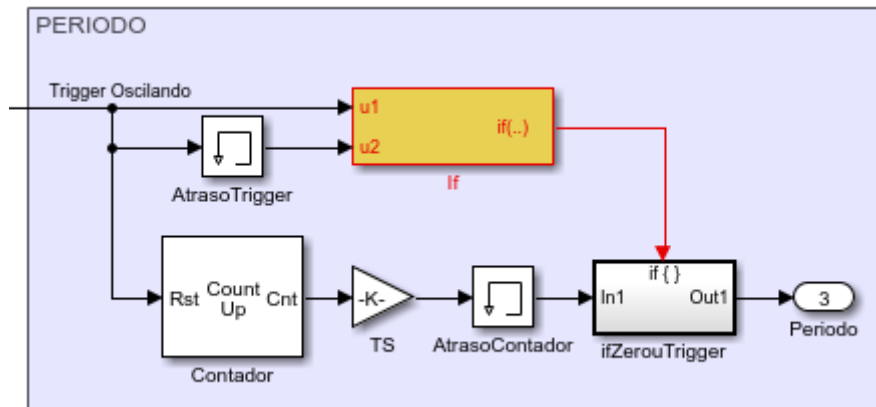 PERIODO
Trigger Oscilando
u1
u2
if(..)
If
AtrasoTrigger
Rst
Count
Up
Cnt
Contador
-K-
TS
AtrasoContador
if { }
In1
Out1
ifZerouTrigger
3
Periodo